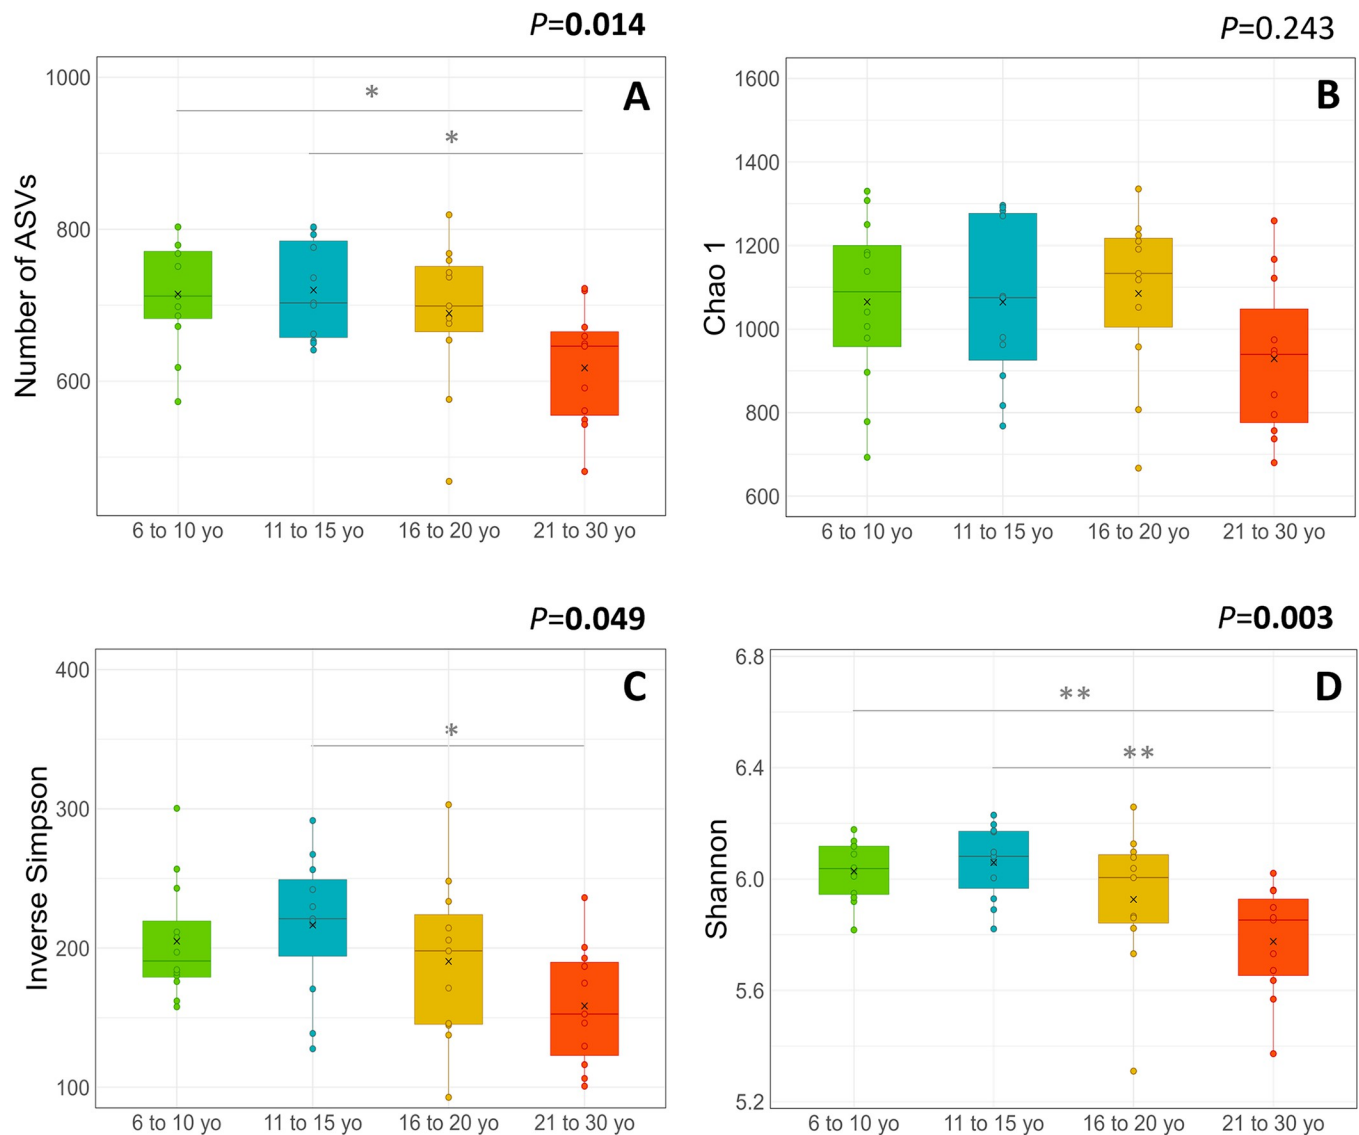 P=0.014
A
Number of ASVs
1000
800
600
*
*
6 to 10 yo 11 to 15 yo 16 to 20 yo 21 to 30 yo
P=0.243
B
Chao 1
1600
1400
1200
1000
800
600
6 to 10 yo 11 to 15 yo 16 to 20 yo 21 to 30 yo
P=0.049
C
Inverse Simpson
400
300
200
100
*
6 to 10 yo 11 to 15 yo 16 to 20 yo 21 to 30 yo
P=0.003
D
Shannon
6.8
6.4
6.0
5.6
5.2
**
**
6 to 10 yo 11 to 15 yo 16 to 20 yo 21 to 30 yo